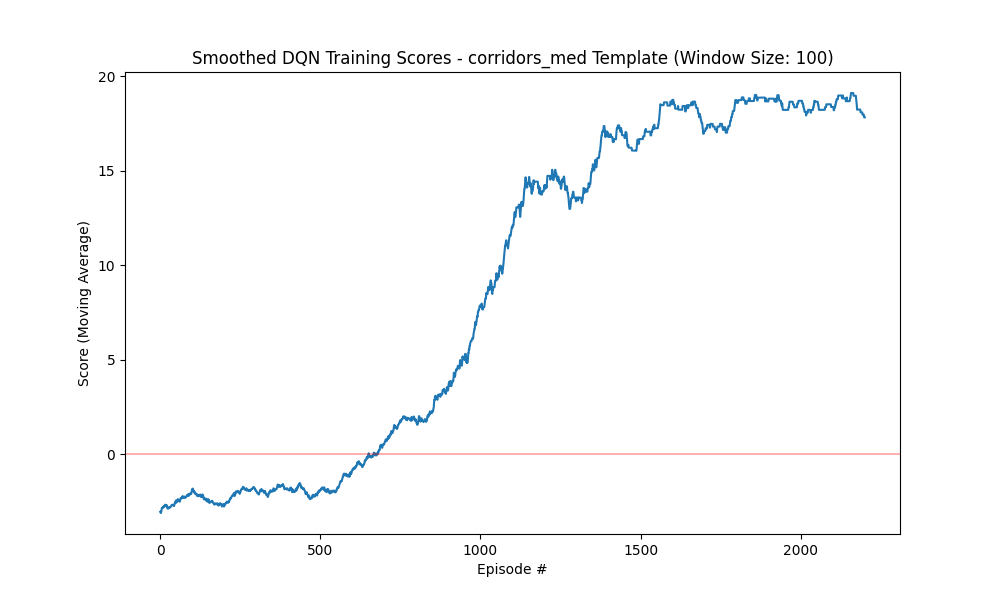 Smoothed DQN Training Scores - corridors_med Template (Window Size: 100)
20
15
10
5
0
Score (Moving Average)
0 500 1000 1500 2000
Episode #